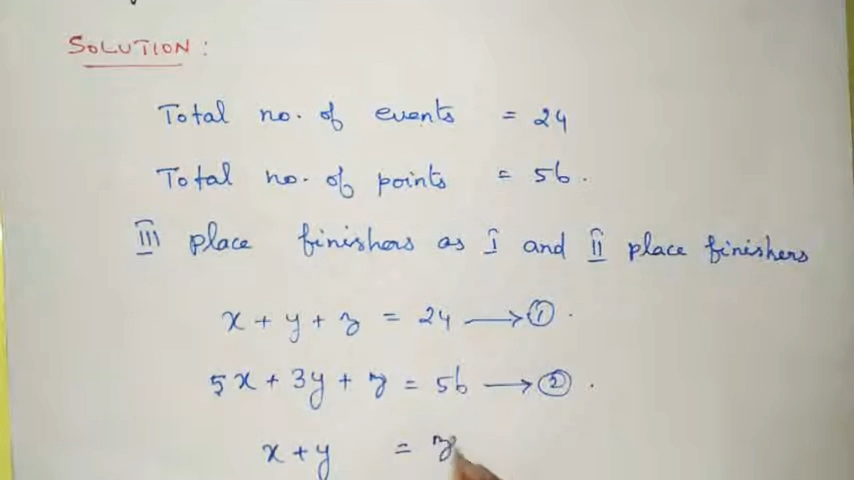 SOLUTION :
Total no. of events = 24
Total no. of points = 56.
III place finishers as I and II place finishers
x + y + z = 24 ⟶ ① .
5x + 3y + z = 56 ⟶ ② .
x + y = z